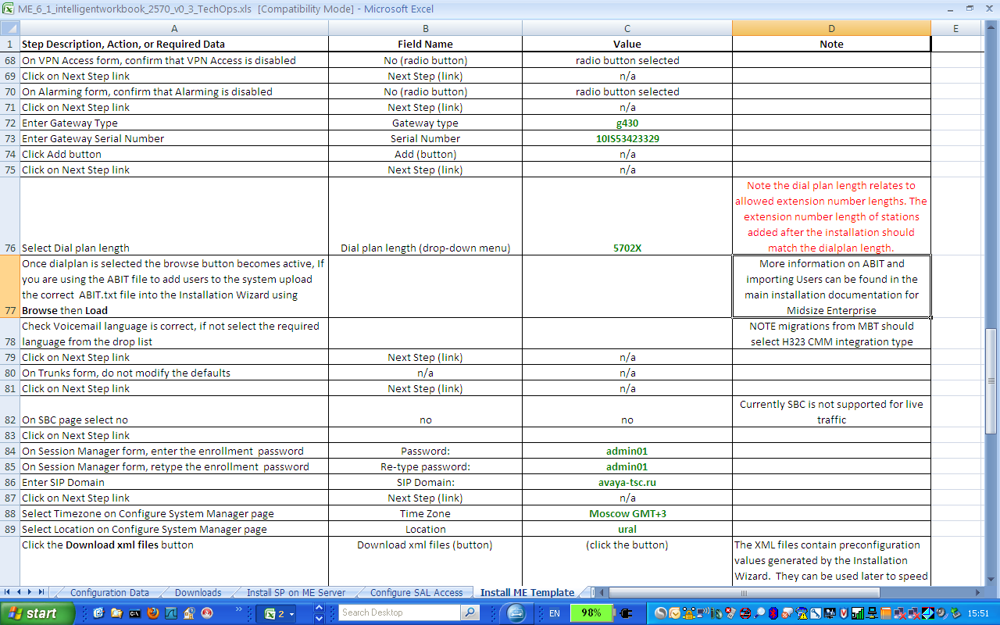 ME_6_1_intelligentworkbook_2570_v0_3_TechOps.xls [Compatibility Mode] - Microsoft Excel
A B C D E
1 Step Description, Action, or Required Data Field Name Value Note
68 On VPN Access form, confirm that VPN Access is disabled No (radio button) radio button selected
69 Click on Next Step link Next Step (link) n/a
70 On Alarming form, confirm that Alarming is disabled No (radio button) radio button selected
71 Click on Next Step link Next Step (link) n/a
72 Enter Gateway Type Gateway type g430
73 Enter Gateway Serial Number Serial Number 10IS53423329
74 Click Add button Add (button) n/a
75 Click on Next Step link Next Step (link) n/a
Note the dial plan length relates to
allowed extension number lengths. The
extension number length of stations
added after the installation should
76 Select Dial plan length Dial plan length (drop-down menu) 5702X match the dialplan length.
Once dialplan is selected the browse button becomes active, If More information on ABIT and
you are using the ABIT file to add users to the system upload importing Users can be found in the
the correct ABIT.txt file into the Installation Wizard using main installation documentation for
77 Browse then Load Midsize Enterprise
Check Voicemail language is correct, if not select the required NOTE migrations from MBT should
78 language from the drop list select H323 CMM integration type
79 Click on Next Step link Next Step (link) n/a
80 On Trunks form, do not modify the defaults n/a n/a
81 Click on Next Step link Next Step (link) n/a
Currently SBC is not supported for live
82 On SBC page select no no no traffic
83 Click on Next Step link
84 On Session Manager form, enter the enrollment password Password: admin01
85 On Session Manager form, retype the enrollment password Re-type password: admin01
86 Enter SIP Domain SIP Domain: avaya-tsc.ru
87 Click on Next Step link Next Step (link) n/a
88 Select Timezone on Configure System Manager page Time Zone Moscow GMT+3
89 Select Location on Configure System Manager page Location ural
Click the Download xml files button Download xml files (button) (click the button) The XML files contain preconfiguration
values generated by the Installation
Wizard. They can be used later to speed
Configuration Data Downloads Install SP on ME Server Configure SAL Access Install ME Template
start 2 Search Desktop EN 98% 15:51